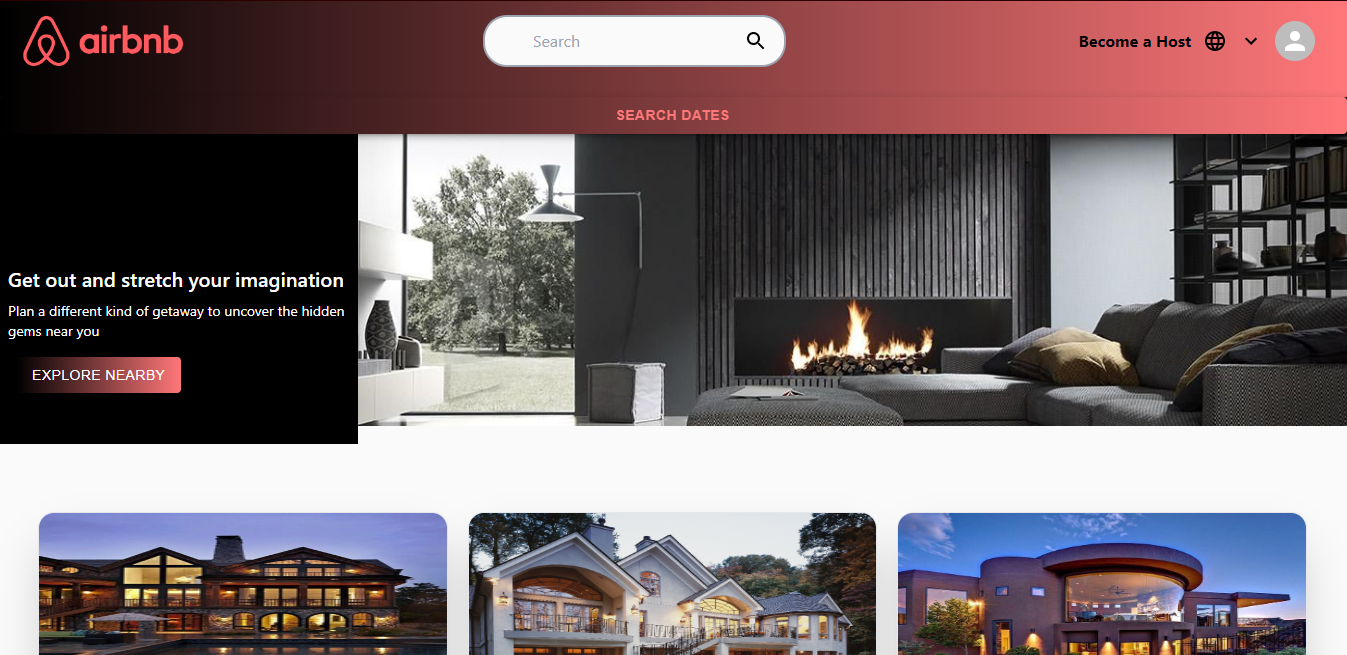 airbnb
Search
Become a Host
SEARCH DATES
Get out and stretch your imagination
Plan a different kind of getaway to uncover the hidden
gems near you
EXPLORE NEARBY